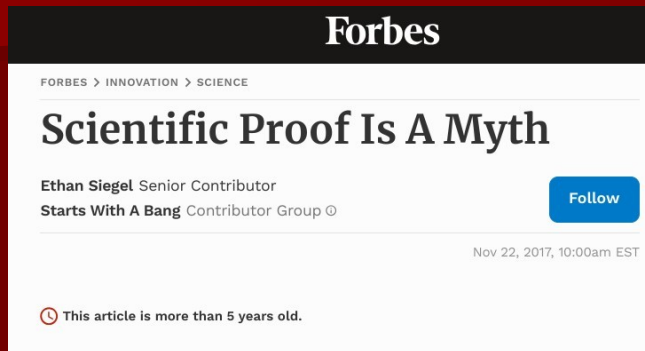 Forbes
FORBES > INNOVATION > SCIENCE
Scientific Proof Is A Myth
Ethan Siegel Senior Contributor
Starts With A Bang Contributor Group
Follow
Nov 22, 2017, 10:00am EST
This article is more than 5 years old.